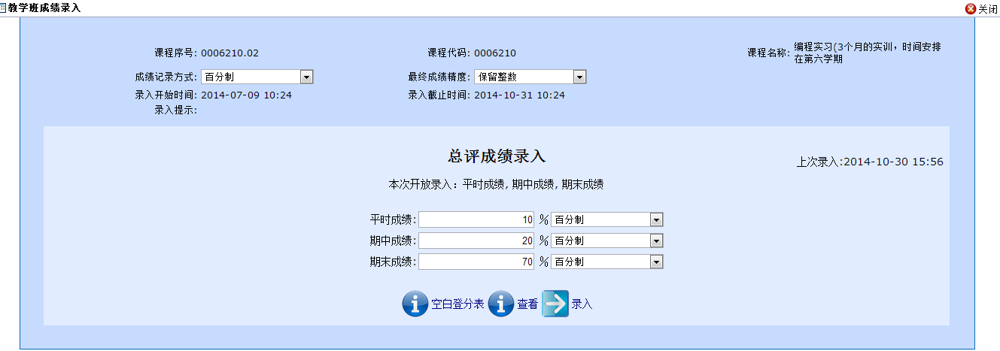 教学班成绩录入
关闭
课程序号: 0006210.02
课程代码: 0006210
课程名称: 编程实习(3个月的实训，时间安排
在第六学期
成绩记录方式: 百分制
最终成绩精度: 保留整数
录入开始时间: 2014-07-09 10:24
录入截止时间: 2014-10-31 10:24
录入提示:
总评成绩录入
上次录入:2014-10-30 15:56
本次开放录入：平时成绩, 期中成绩, 期末成绩
平时成绩: 10 % 百分制
期中成绩: 20 % 百分制
期末成绩: 70 % 百分制
空白登分表 查看 录入